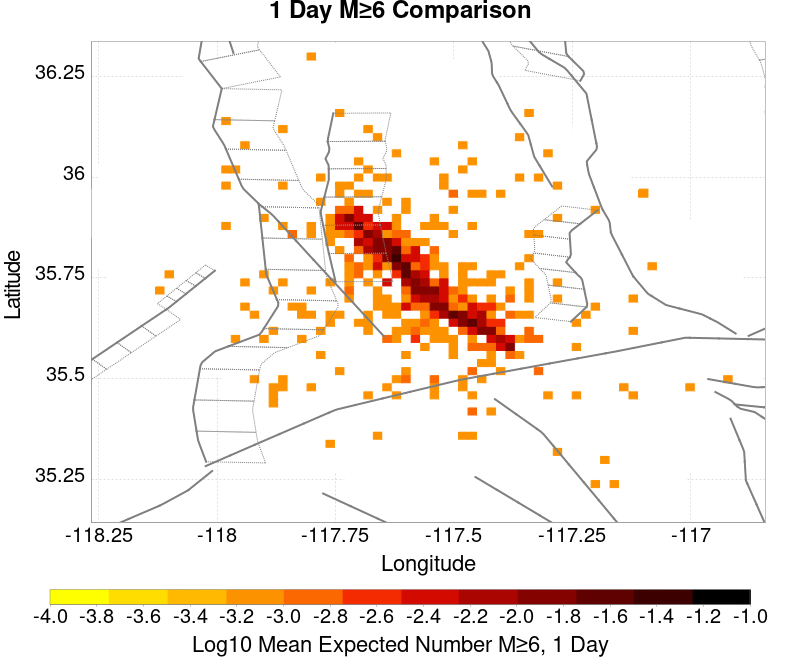 1 Day M≥6 Comparison
36.25
36
35.75
35.5
35.25
Latitude
-118.25 -118 -117.75 -117.5 -117.25 -117
Longitude
-4.0 -3.8 -3.6 -3.4 -3.2 -3.0 -2.8 -2.6 -2.4 -2.2 -2.0 -1.8 -1.6 -1.4 -1.2 -1.0
Log10 Mean Expected Number M≥6, 1 Day